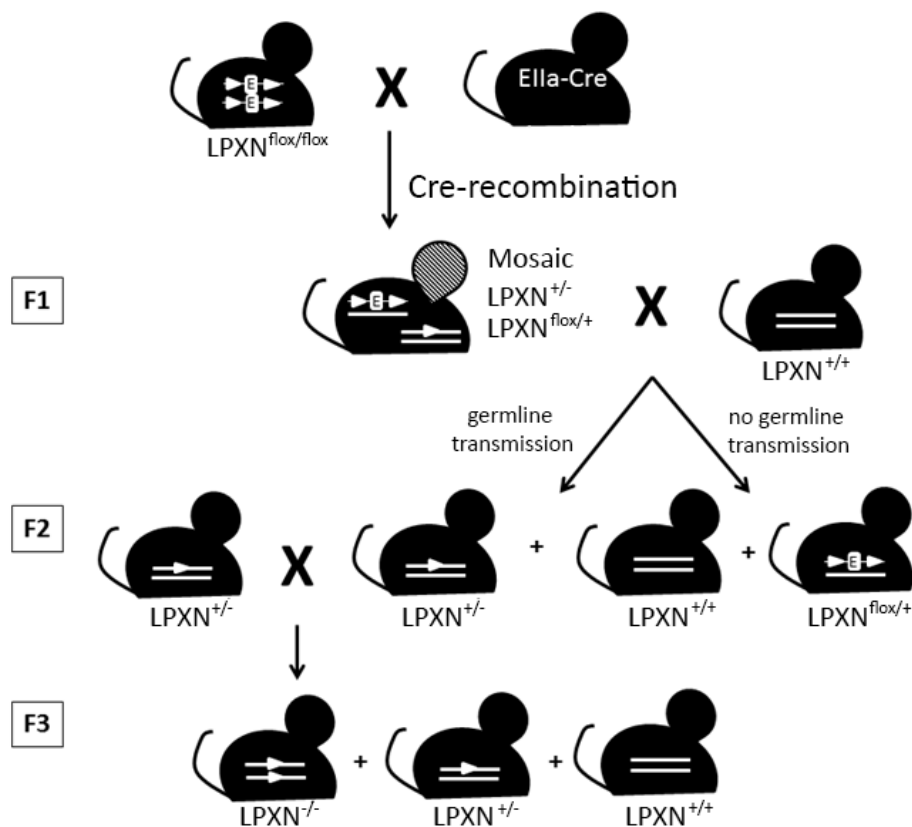 E
E
X
EIIa-Cre
LPXN^flox/flox
Cre-recombination
F1
E
Mosaic
LPXN^+/-
LPXN^flox/+
X
LPXN^+/+
germline
transmission
no germline
transmission
F2
X
+
+
E
LPXN^+/-
LPXN^+/-
LPXN^+/+
LPXN^flox/+
F3
+
+
LPXN^-/-
LPXN^+/-
LPXN^+/+